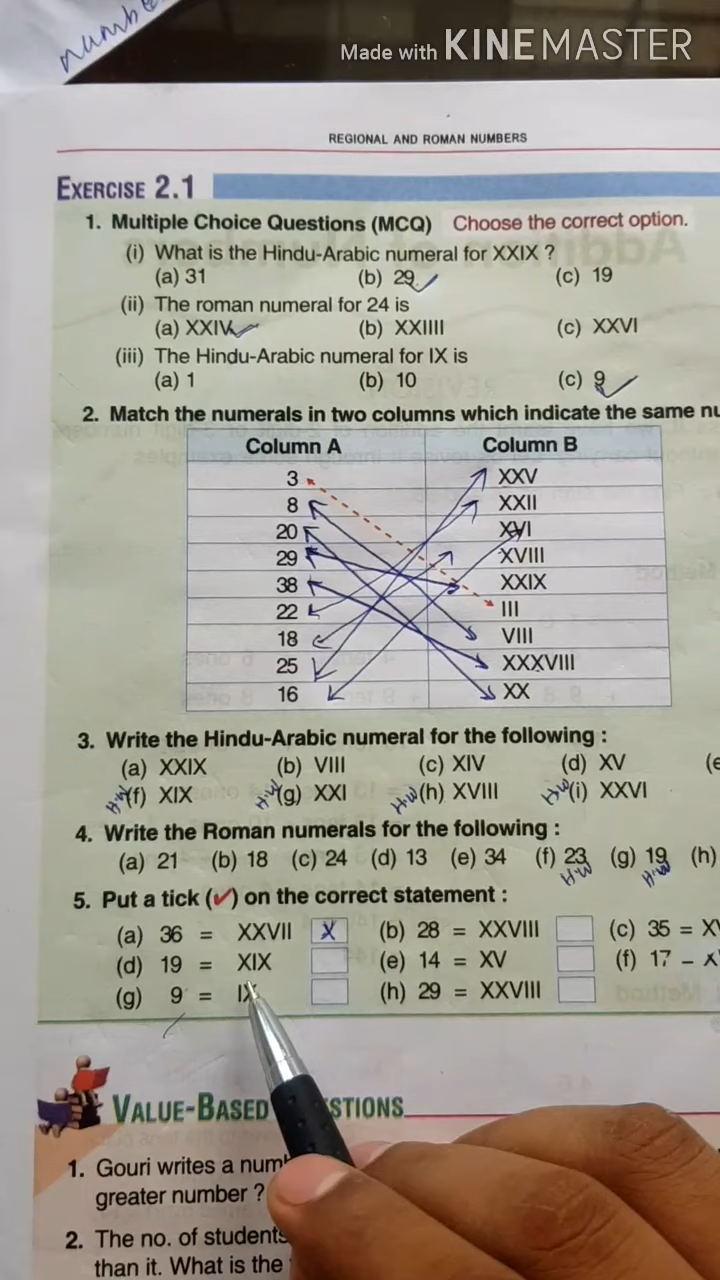 numbe
Made with KINEMASTER
REGIONAL AND ROMAN NUMBERS
EXERCISE 2.1
1. Multiple Choice Questions (MCQ) Choose the correct option.
(i) What is the Hindu-Arabic numeral for XXIX ?
(a) 31 (b) 29 (c) 19
(ii) The roman numeral for 24 is
(a) XXIV (b) XXIIII (c) XXVI
(iii) The Hindu-Arabic numeral for IX is
(a) 1 (b) 10 (c) 9
2. Match the numerals in two columns which indicate the same nu
Column A Column B
3 XXV
8 XXII
20 XVI
29 XVIII
38 XXIX
22 III
18 VIII
25 XXXVIII
16 XX
3. Write the Hindu-Arabic numeral for the following :
(a) XXIX (b) VIII (c) XIV (d) XV (e
H.W (f) XIX H.W (g) XXI H.W (h) XVIII H.W (i) XXVI
4. Write the Roman numerals for the following :
(a) 21 (b) 18 (c) 24 (d) 13 (e) 34 (f) 23 (g) 19 (h)
H.W H.W
5. Put a tick (✓) on the correct statement :
(a) 36 = XXVII X (b) 28 = XXVIII (c) 35 = XV
(d) 19 = XIX (e) 14 = XV (f) 17 - X
(g) 9 = IX (h) 29 = XXVIII
VALUE-BASED STIONS
1. Gouri writes a num
greater number ?
2. The no. of students
than it. What is the